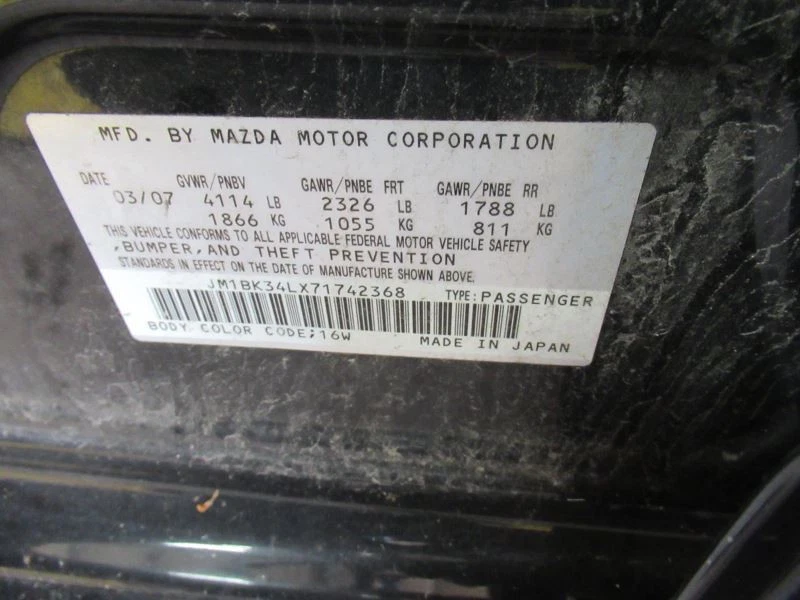 MFD. BY MAZDA MOTOR CORPORATION
DATE GVWR/PNBV GAWR/PNBE FRT GAWR/PNBE RR
03/07 4114 LB 2326 LB 1788 LB
1866 KG 1055 KG 811 KG
THIS VEHICLE CONFORMS TO ALL APPLICABLE FEDERAL MOTOR VEHICLE SAFETY
,BUMPER,AND THEFT PREVENTION
STANDARDS IN EFFECT ON THE DATE OF MANUFACTURE SHOWN ABOVE.
JM1BK34LX71742368 TYPE:PASSENGER
BODY COLOR CODE;16W MADE IN JAPAN